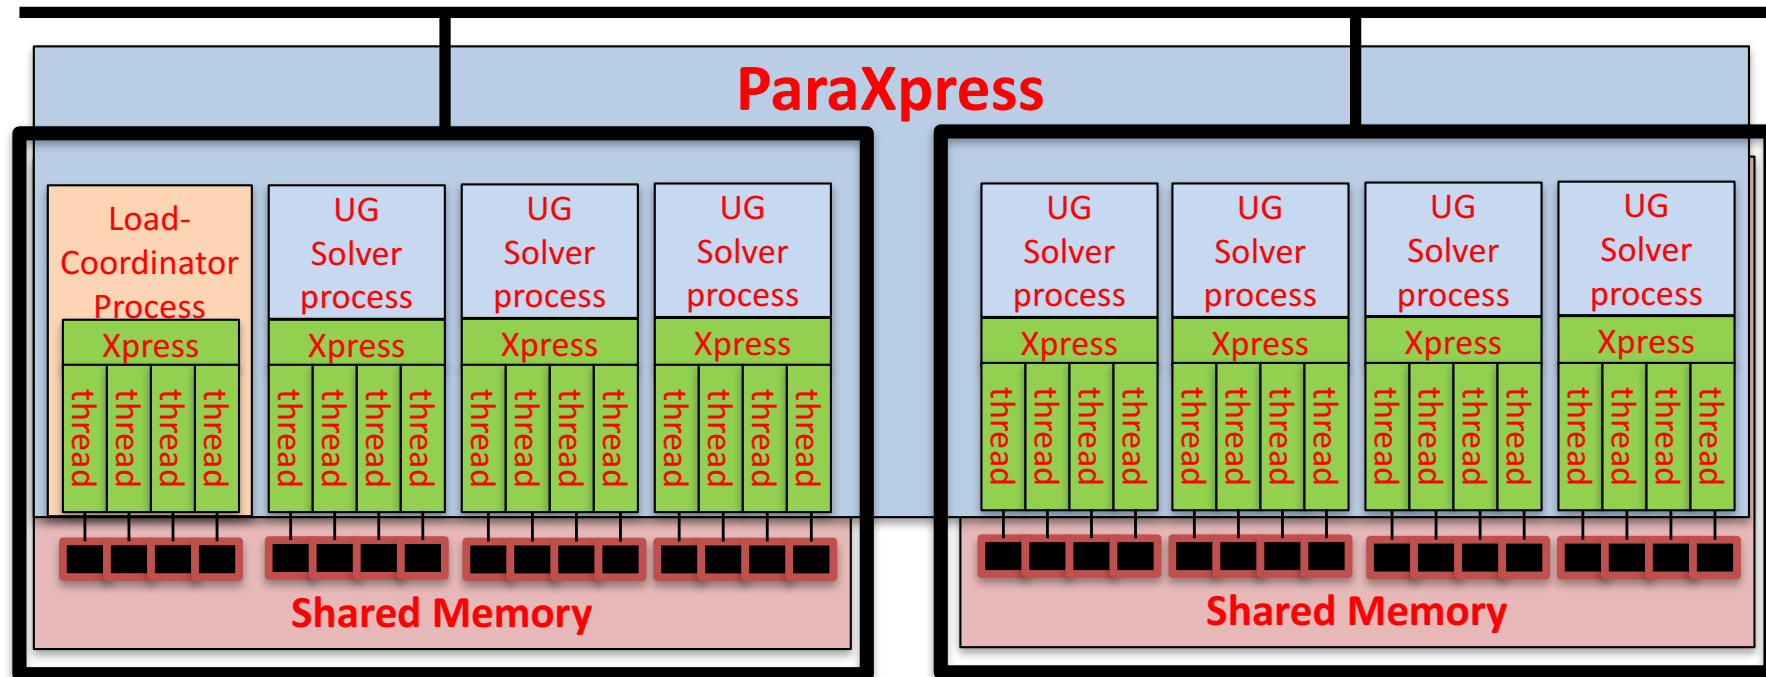 ParaXpress
Load-
Coordinator
Process
Xpress
thread
thread
thread
thread
UG
Solver
process
Xpress
thread
thread
thread
thread
UG
Solver
process
Xpress
thread
thread
thread
thread
UG
Solver
process
Xpress
thread
thread
thread
thread
Shared Memory
UG
Solver
process
Xpress
thread
thread
thread
thread
UG
Solver
process
Xpress
thread
thread
thread
thread
UG
Solver
process
Xpress
thread
thread
thread
thread
UG
Solver
process
Xpress
thread
thread
thread
thread
Shared Memory